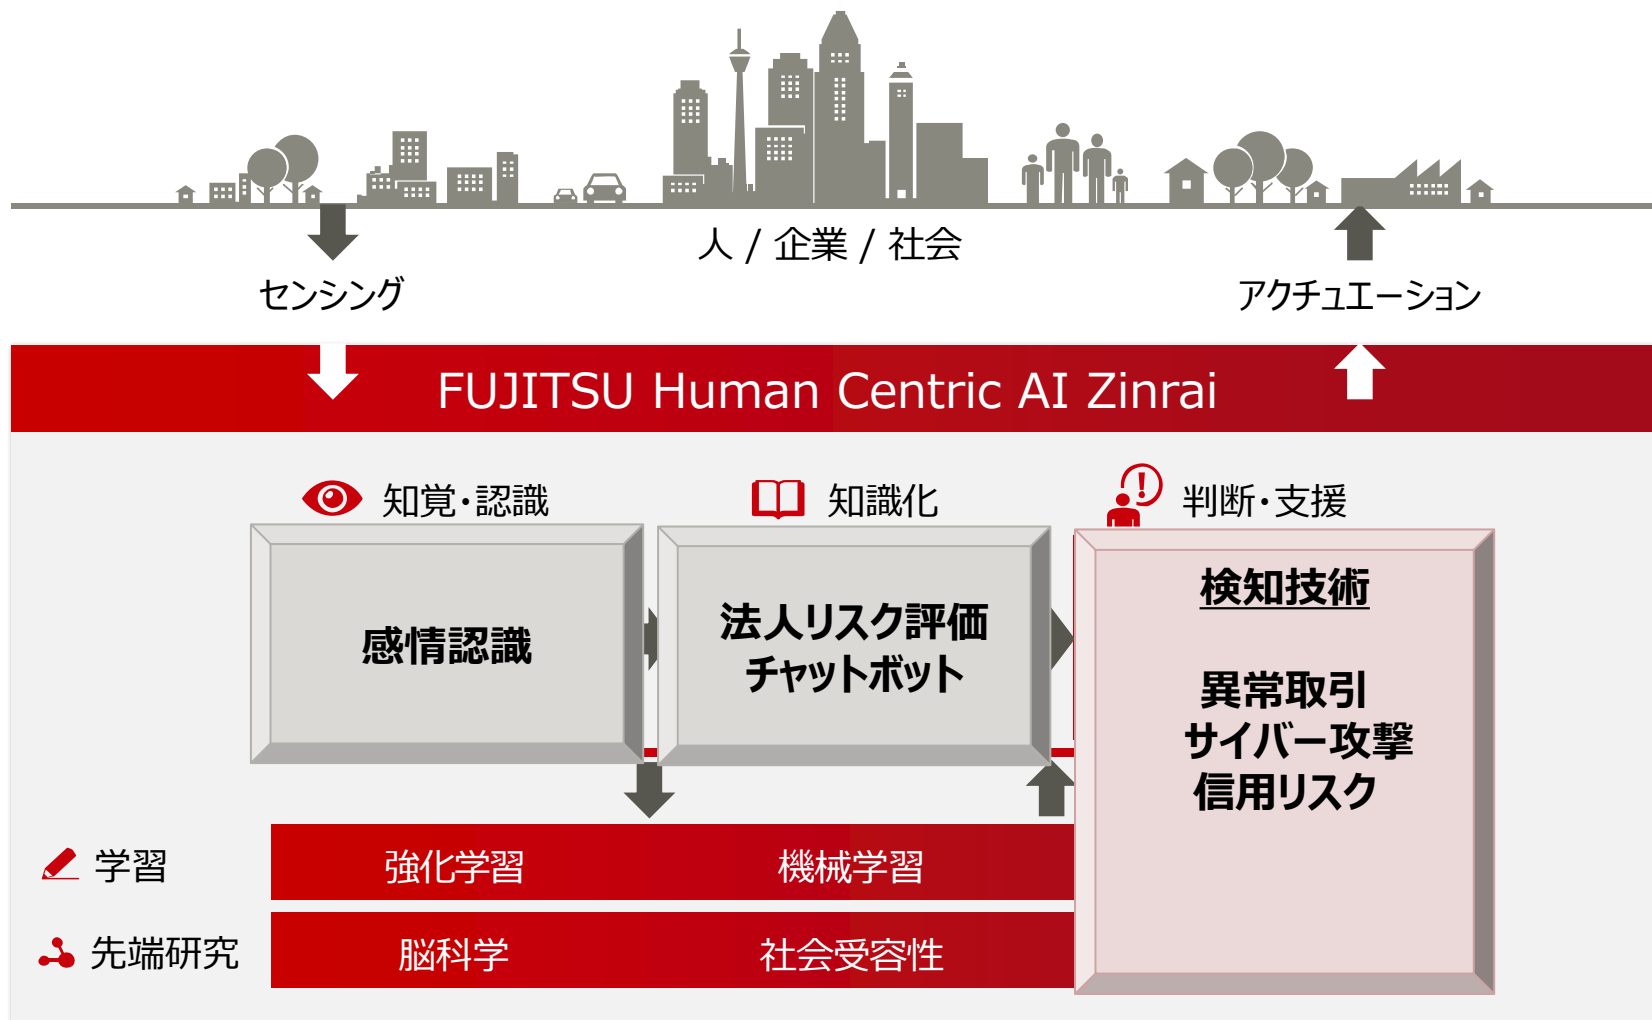 人 / 企業 / 社会
センシング
アクチュエーション
FUJITSU Human Centric AI Zinrai
知覚・認識
知識化
判断・支援
感情認識
法人リスク評価
チャットボット
検知技術
異常取引
サイバー攻撃
信用リスク
学習
強化学習
機械学習
先端研究
脳科学
社会受容性